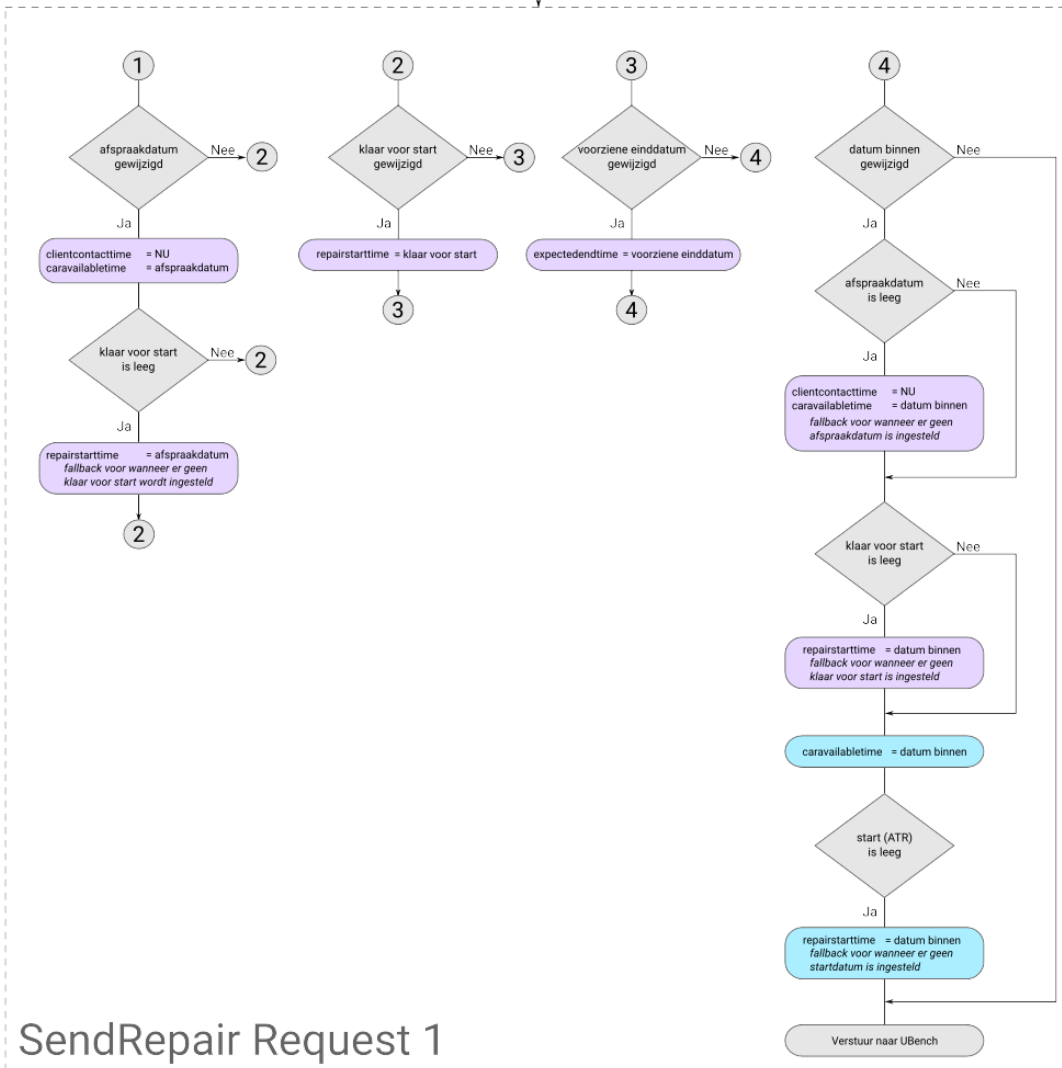 1
afspraakdatum
gewijzigd
Nee
2
Ja
clientcontacttime = NU
caravailabletime = afspraakdatum
klaar voor start
is leeg
Nee
2
Ja
repairstarttime = afspraakdatum
fallback voor wanneer er geen
klaar voor start wordt ingesteld
2
2
klaar voor start
gewijzigd
Nee
3
Ja
repairstarttime = klaar voor start
3
3
voorziene einddatum
gewijzigd
Nee
4
Ja
expectedendtime = voorziene einddatum
4
4
datum binnen
gewijzigd
Nee
Ja
afspraakdatum
is leeg
Nee
Ja
clientcontacttime = NU
caravailabletime = datum binnen
fallback voor wanneer er geen
afspraakdatum is ingesteld
klaar voor start
is leeg
Nee
Ja
repairstarttime = datum binnen
fallback voor wanneer er geen
klaar voor start is ingesteld
caravailabletime = datum binnen
start (ATR)
is leeg
Ja
repairstarttime = datum binnen
fallback voor wanneer er geen
startdatum is ingesteld
Verstuur naar UBench
SendRepair Request 1